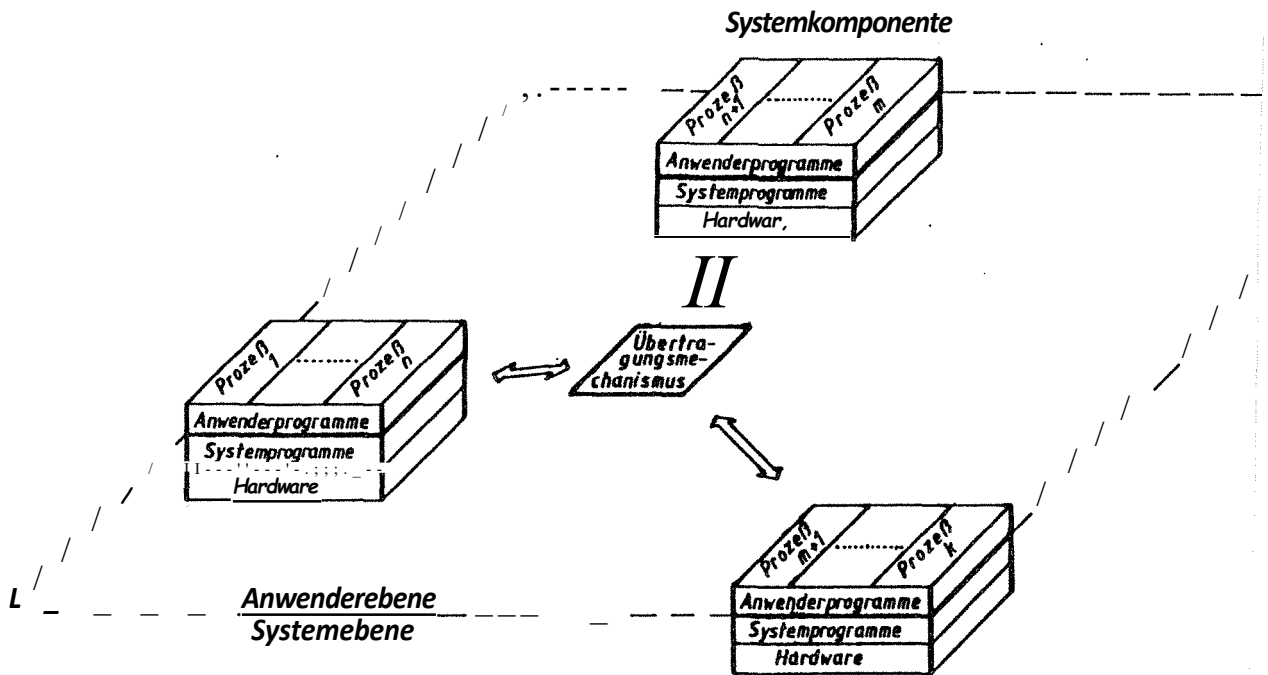 Systemkomponente
Prozeß
n+1
Prozeß
m
Anwenderprogramme
Systemprogramme
Hardwar,
II
Prozeß
1
Prozeß
n
Übertra-
gungsme-
chanismus
Anwenderprogramme
Systemprogramme
Hardware
Prozeß
m+1
Prozeß
k
Anwenderprogramme
Systemprogramme
Hardware
L
Anwenderebene
Systemebene